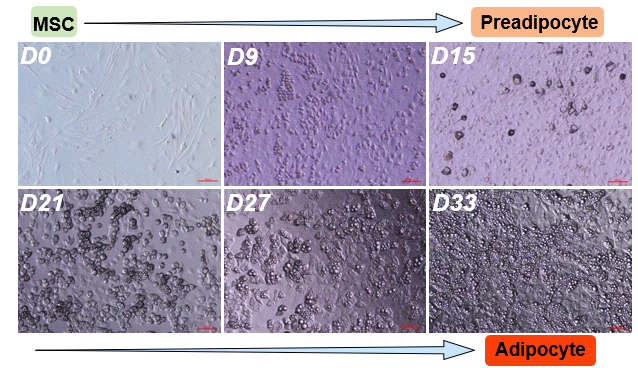 MSC
Preadipocyte
D0
D9
D15
D21
D27
D33
Adipocyte